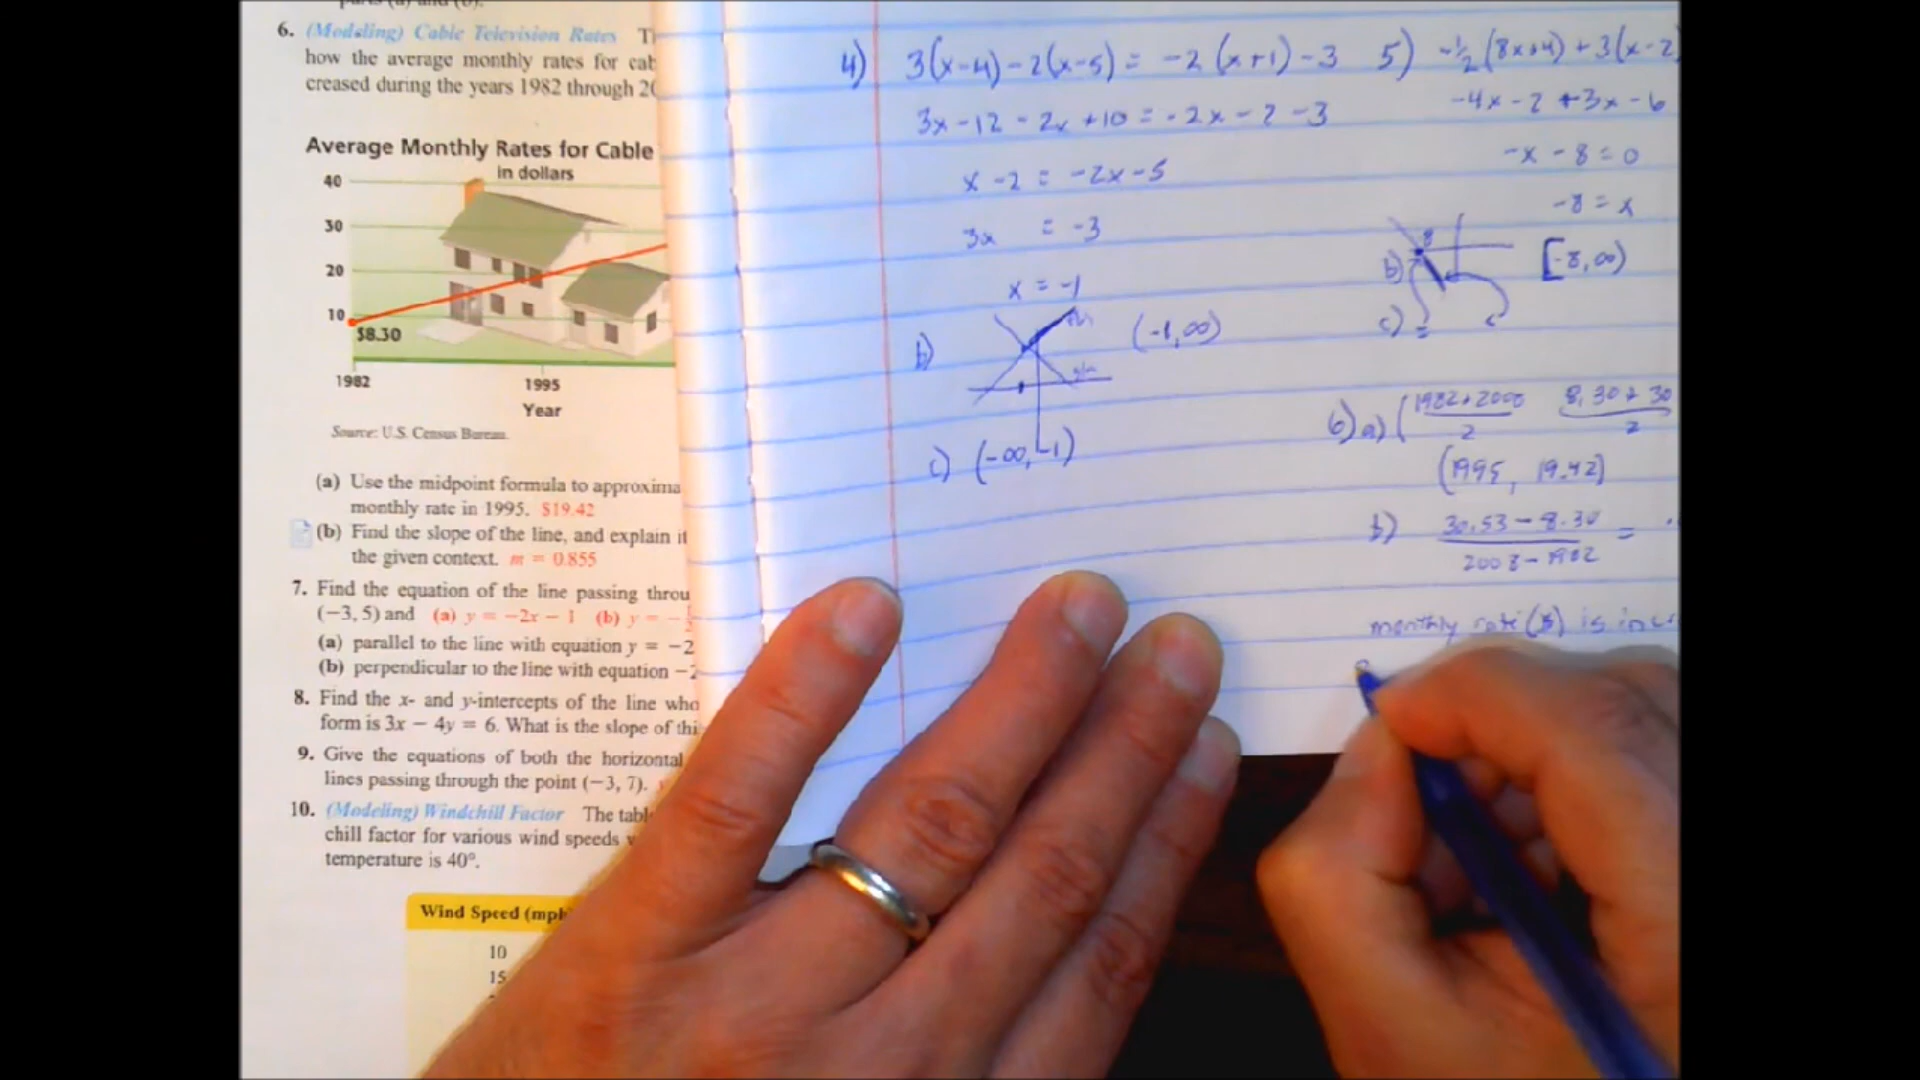 6. (Modeling) Cable Television Rates
how the average monthly rates for cab
creased during the years 1982 through 20
Average Monthly Rates for Cable
in dollars
40
30
20
10
$8.30
1982
1995
Year
Source: U.S. Census Bureau.
(a) Use the midpoint formula to approxima
monthly rate in 1995. $19.42
(b) Find the slope of the line, and explain it
the given context. m = 0.855
7. Find the equation of the line passing throu
(−3, 5) and (a) y = −2x − 1 (b) y = −
(a) parallel to the line with equation y = −2
(b) perpendicular to the line with equation −2
8. Find the x- and y-intercepts of the line who
form is 3x − 4y = 6. What is the slope of thi
9. Give the equations of both the horizontal
lines passing through the point (−3, 7).
10. (Modeling) Windchill Factor The tabl
chill factor for various wind speeds
temperature is 40°.
Wind Speed (mph
10
15
4) 3(x-4)-2(x-5) = -2(x+1)-3
3x-12-2x+10 = -2x-2-3
x-2 = -2x-5
3x = -3
x = -1
b) (-1,∞)
c) (-∞,-1)
5) -1/2(8x+4)+3(x-2
-4x-2+3x-6
-x-8=0
-8=x
b) [-8,∞)
c)
6) a) (1982+2008/2 8.30+30/2
(1995, 19.42)
b) 30.53-8.30/2008-1982 =
monthly rate($) is incr